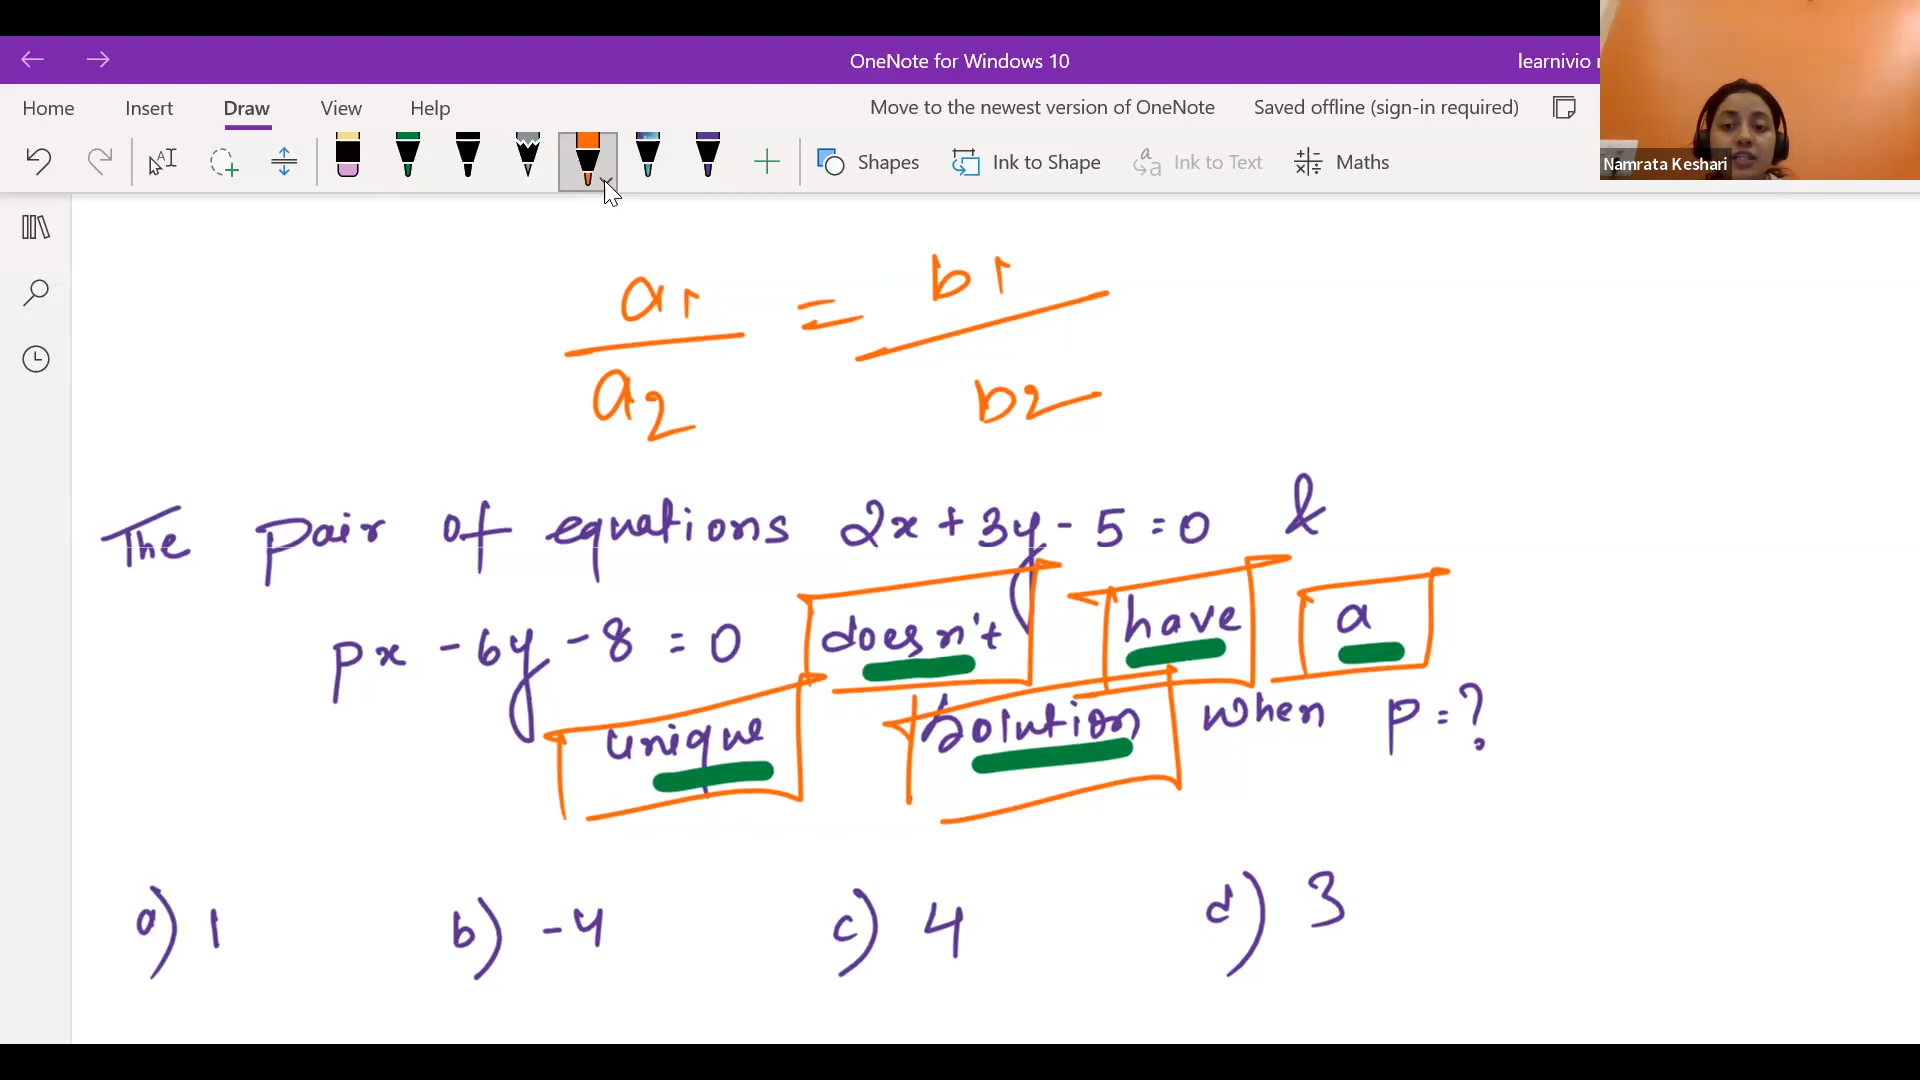 OneNote for Windows 10
learnivio
Home Insert Draw View Help
Move to the newest version of OneNote Saved offline (sign-in required)
Shapes Ink to Shape Ink to Text Maths
Namrata Keshari
a1 = b1
a2 b2
The pair of equations 2x + 3y - 5 = 0 &
px - 6y - 8 = 0 doesn't have a
unique solution when p = ?
a) 1 b) -4 c) 4 d) 3